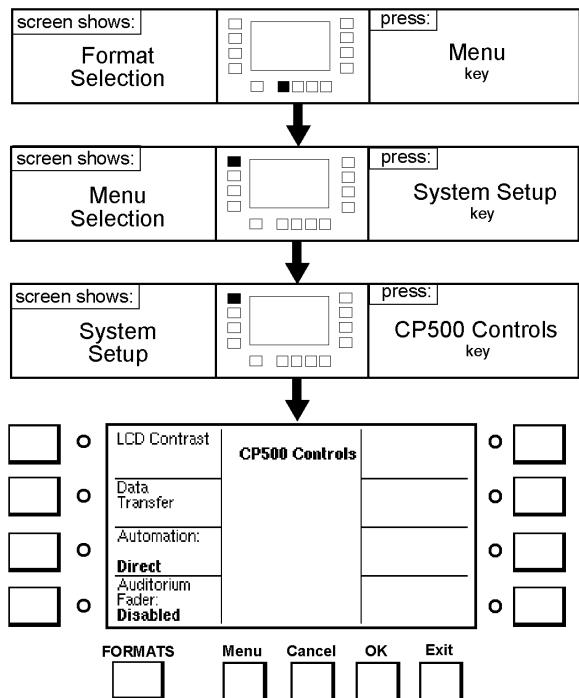 screen shows:
Format
Selection
press:
Menu
key
screen shows:
Menu
Selection
press:
System Setup
key
screen shows:
System
Setup
press:
CP500 Controls
key
LCD Contrast
CP500 Controls
Data
Transfer
Automation:
Direct
Auditorium
Fader:
Disabled
FORMATS Menu Cancel OK Exit